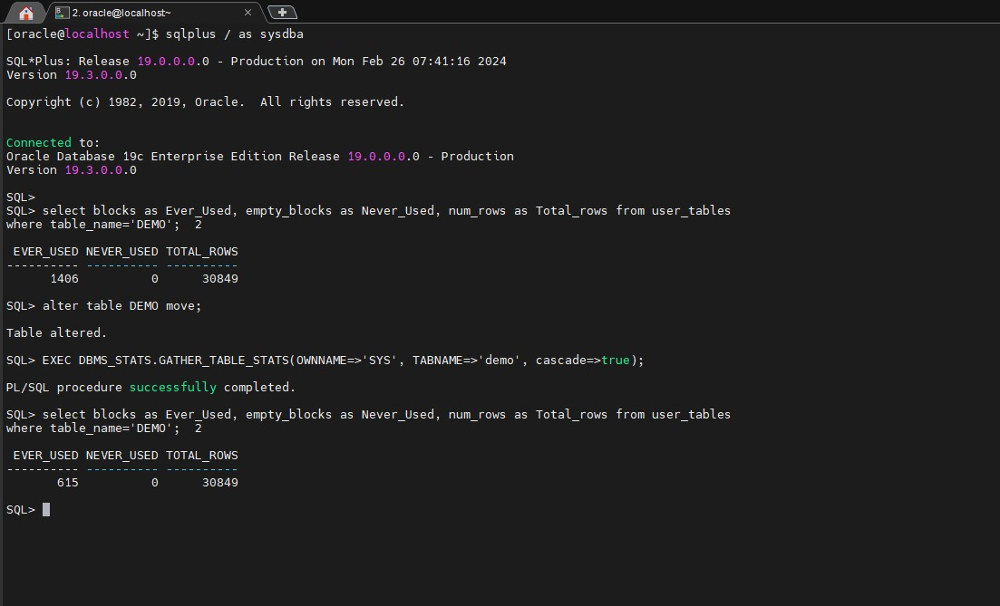 2. oracle@localhost~
[oracle@localhost ~]$ sqlplus / as sysdba
SQL*Plus: Release 19.0.0.0.0 - Production on Mon Feb 26 07:41:16 2024
Version 19.3.0.0.0
Copyright (c) 1982, 2019, Oracle.  All rights reserved.
Connected to:
Oracle Database 19c Enterprise Edition Release 19.0.0.0.0 - Production
Version 19.3.0.0.0
SQL>
SQL> select blocks as Ever_Used, empty_blocks as Never_Used, num_rows as Total_rows from user_tables
where table_name='DEMO';  2
 EVER_USED NEVER_USED TOTAL_ROWS
---------- ---------- ----------
      1406          0      30849
SQL> alter table DEMO move;
Table altered.
SQL> EXEC DBMS_STATS.GATHER_TABLE_STATS(OWNNAME=>'SYS', TABNAME=>'demo', cascade=>true);
PL/SQL procedure successfully completed.
SQL> select blocks as Ever_Used, empty_blocks as Never_Used, num_rows as Total_rows from user_tables
where table_name='DEMO';  2
 EVER_USED NEVER_USED TOTAL_ROWS
---------- ---------- ----------
       615          0      30849
SQL>